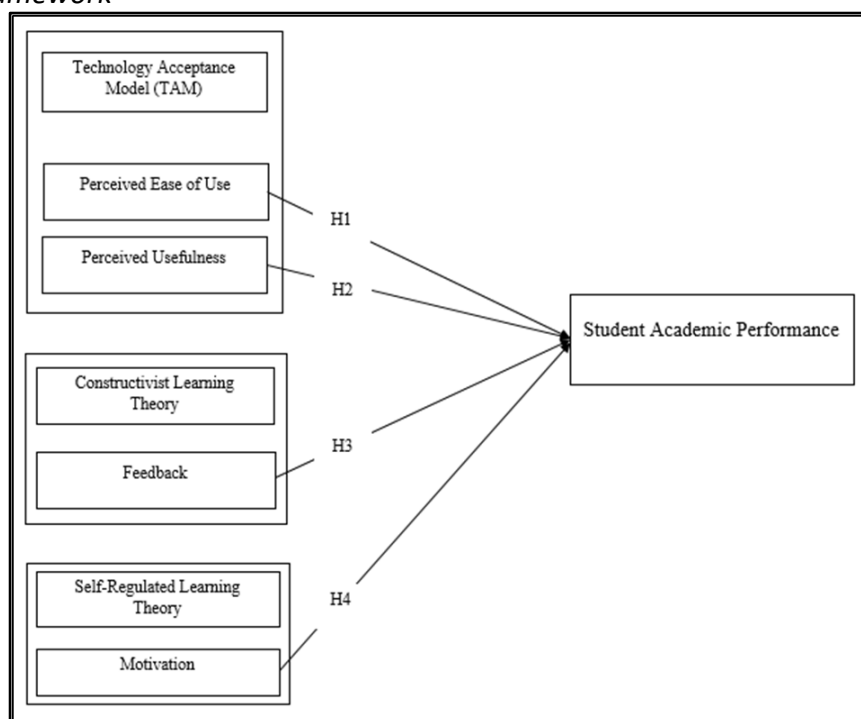 Technology Acceptance
Model (TAM)
Perceived Ease of Use
H1
Perceived Usefulness
H2
Student Academic Performance
Constructivist Learning
Theory
Feedback
H3
Self-Regulated Learning
Theory
Motivation
H4